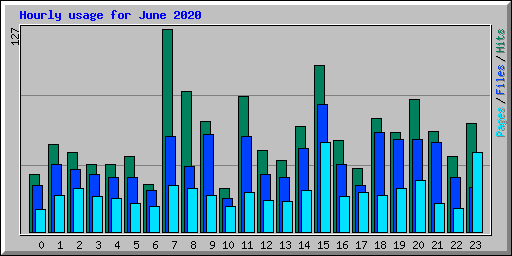 Hourly usage for June 2020
127
Pages/Files/Hits
0 1 2 3 4 5 6 7 8 9 10 11 12 13 14 15 16 17 18 19 20 21 22 23